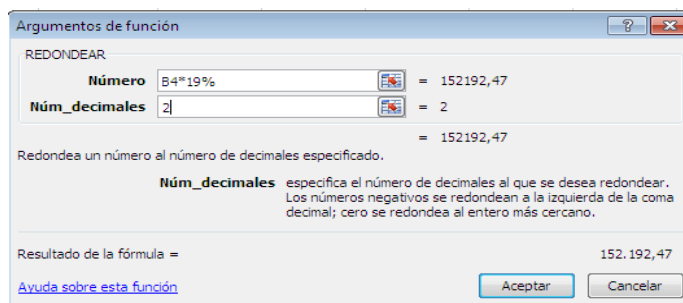 Argumentos de función
REDONDEAR
Número B4*19% = 152192,47
Núm_decimales 2 = 2
= 152192,47
Redondea un número al número de decimales especificado.
Núm_decimales especifica el número de decimales al que se desea redondear.
Los números negativos se redondean a la izquierda de la coma
decimal; cero se redondea al entero más cercano.
Resultado de la fórmula = 152.192,47
Ayuda sobre esta función Aceptar Cancelar